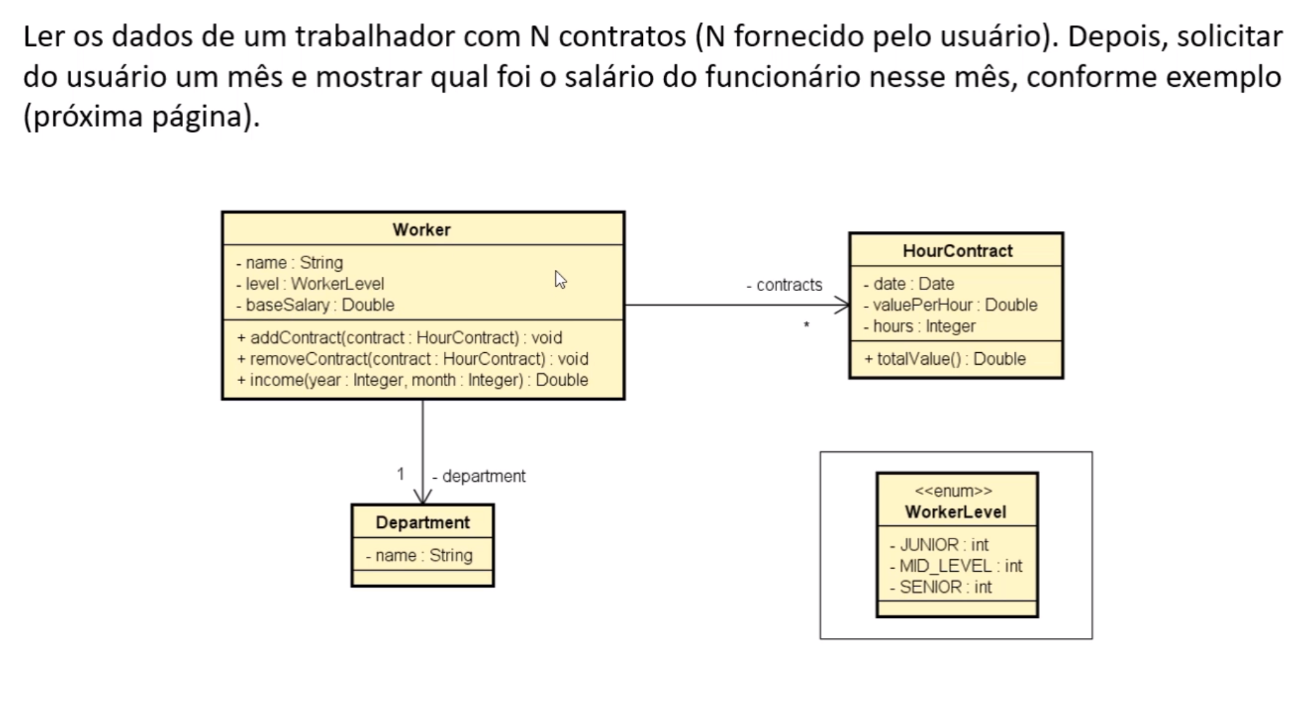 Ler os dados de um trabalhador com N contratos (N fornecido pelo usuário). Depois, solicitar
do usuário um mês e mostrar qual foi o salário do funcionário nesse mês, conforme exemplo
(próxima página).
Worker
- name : String
- level : WorkerLevel
- baseSalary : Double
+ addContract(contract : HourContract) : void
+ removeContract(contract : HourContract) : void
+ income(year : Integer, month : Integer) : Double
- contracts
*
HourContract
- date : Date
- valuePerHour : Double
- hours : Integer
+ totalValue() : Double
1
- department
Department
- name : String
<<enum>>
WorkerLevel
- JUNIOR : int
- MID_LEVEL : int
- SENIOR : int